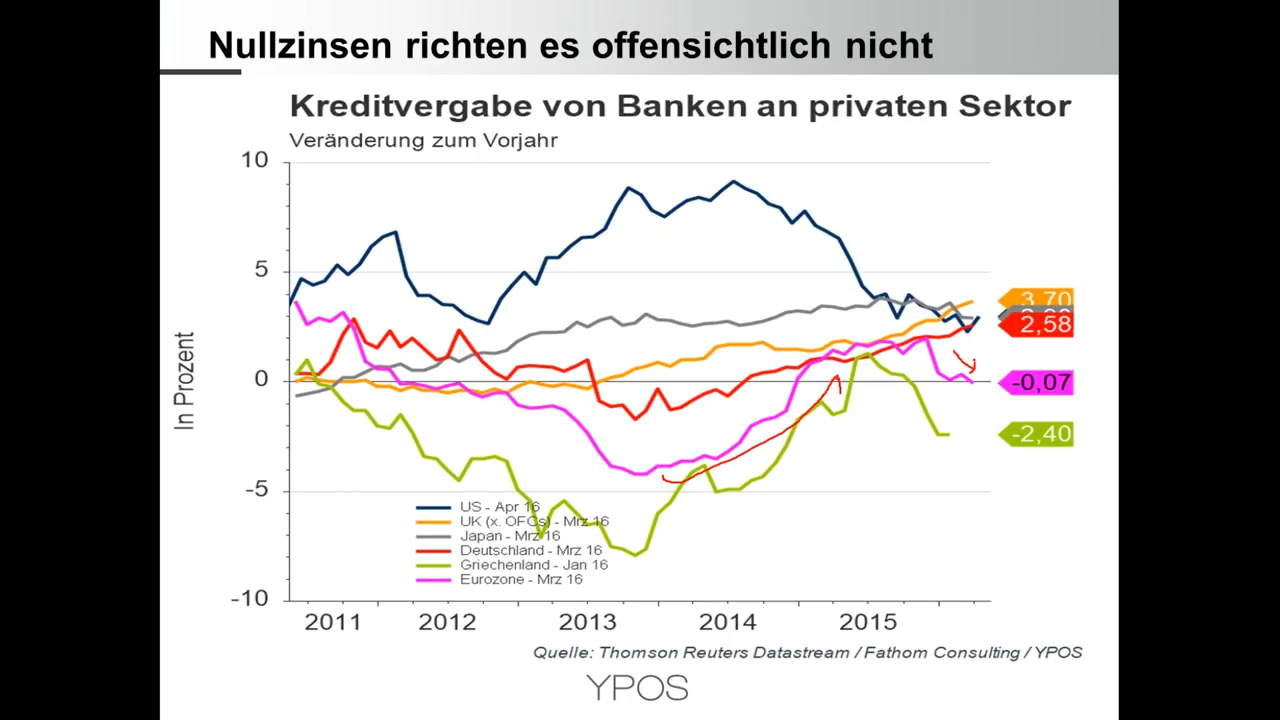 Nullzinsen richten es offensichtlich nicht
Kreditvergabe von Banken an privaten Sektor
Veränderung zum Vorjahr
In Prozent
10
5
0
-5
-10
3,70
2,58
-0,07
-2,40
US - Apr 16
UK (x. OFCs) - Mrz 16
Japan - Mrz 16
Deutschland - Mrz 16
Griechenland - Jan 16
Eurozone - Mrz 16
2011 2012 2013 2014 2015
Quelle: Thomson Reuters Datastream / Fathom Consulting / YPOS
YPOS